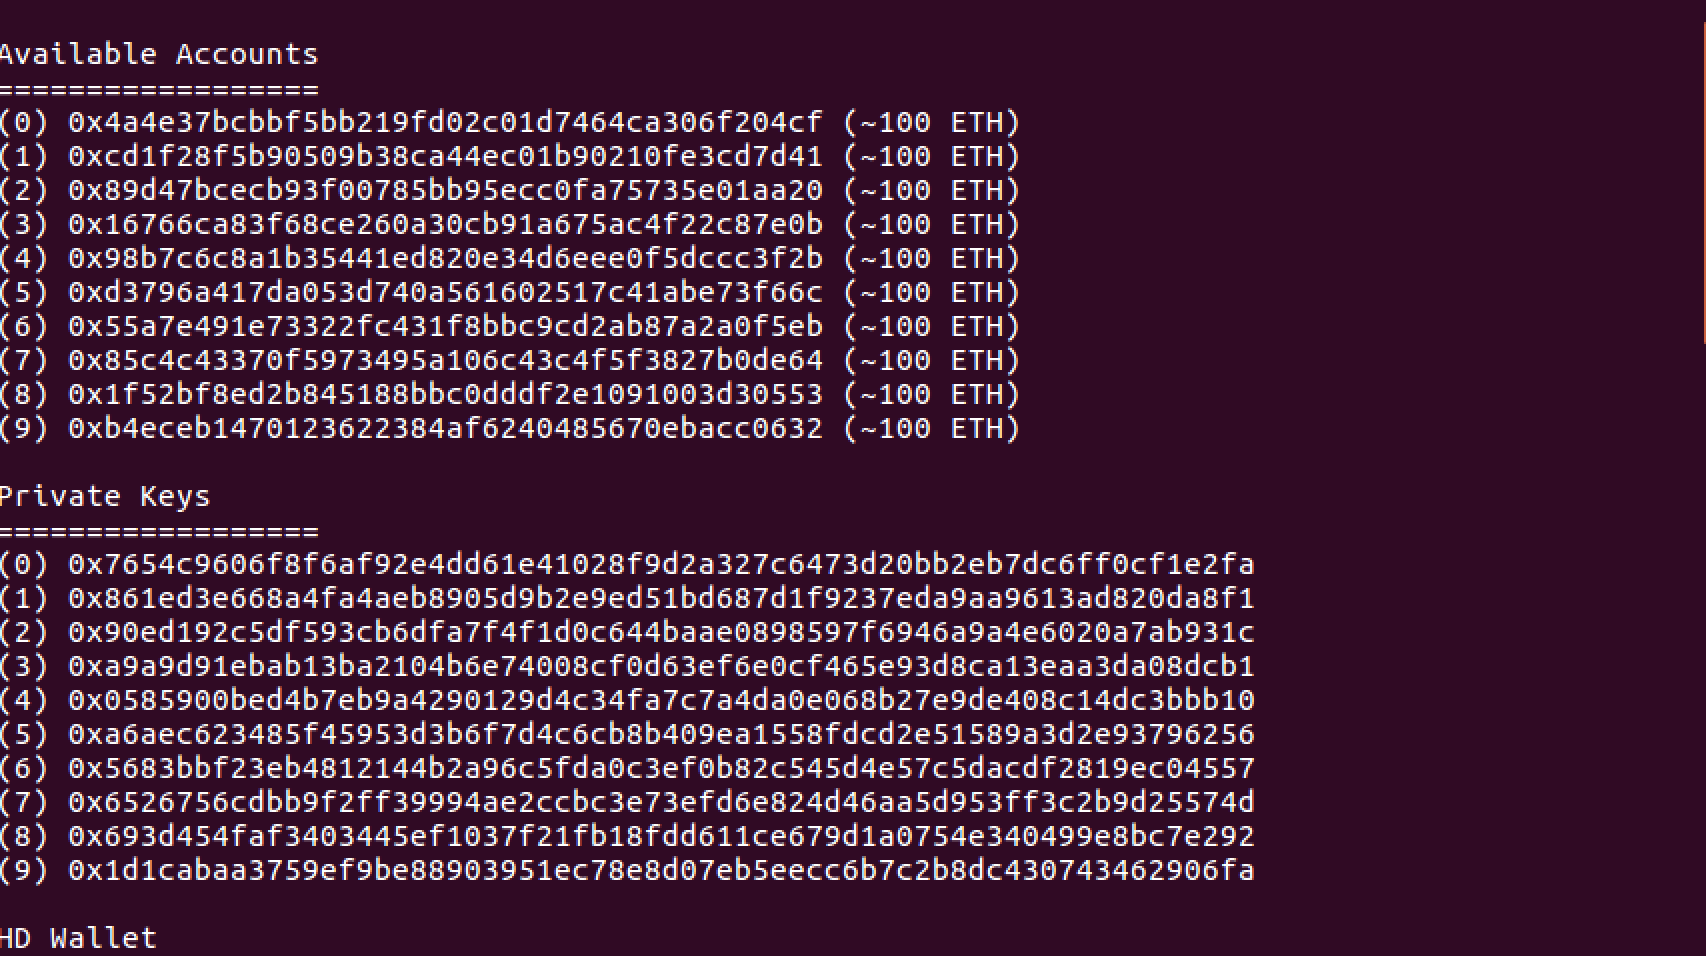 Available Accounts
==================
(0) 0x4a4e37bcbbf5bb219fd02c01d7464ca306f204cf (~100 ETH)
(1) 0xcd1f28f5b90509b38ca44ec01b90210fe3cd7d41 (~100 ETH)
(2) 0x89d47bcecb93f00785bb95ecc0fa75735e01aa20 (~100 ETH)
(3) 0x16766ca83f68ce260a30cb91a675ac4f22c87e0b (~100 ETH)
(4) 0x98b7c6c8a1b35441ed820e34d6eee0f5dccc3f2b (~100 ETH)
(5) 0xd3796a417da053d740a561602517c41abe73f66c (~100 ETH)
(6) 0x55a7e491e73322fc431f8bbc9cd2ab87a2a0f5eb (~100 ETH)
(7) 0x85c4c43370f5973495a106c43c4f5f3827b0de64 (~100 ETH)
(8) 0x1f52bf8ed2b845188bbc0dddf2e1091003d30553 (~100 ETH)
(9) 0xb4eceb1470123622384af6240485670ebacc0632 (~100 ETH)
Private Keys
==================
(0) 0x7654c9606f8f6af92e4dd61e41028f9d2a327c6473d20bb2eb7dc6ff0cf1e2fa
(1) 0x861ed3e668a4fa4aeb8905d9b2e9ed51bd687d1f9237eda9aa9613ad820da8f1
(2) 0x90ed192c5df593cb6dfa7f4f1d0c644baae0898597f6946a9a4e6020a7ab931c
(3) 0xa9a9d91ebab13ba2104b6e74008cf0d63ef6e0cf465e93d8ca13eaa3da08dcb1
(4) 0x0585900bed4b7eb9a4290129d4c34fa7c7a4da0e068b27e9de408c14dc3bbb10
(5) 0xa6aec623485f45953d3b6f7d4c6cb8b409ea1558fdcd2e51589a3d2e93796256
(6) 0x5683bbf23eb4812144b2a96c5fda0c3ef0b82c545d4e57c5dacdf2819ec04557
(7) 0x6526756cdbb9f2ff39994ae2ccbc3e73efd6e824d46aa5d953ff3c2b9d25574d
(8) 0x693d454faf3403445ef1037f21fb18fdd611ce679d1a0754e340499e8bc7e292
(9) 0x1d1cabaa3759ef9be88903951ec78e8d07eb5eecc6b7c2b8dc430743462906fa
HD Wallet